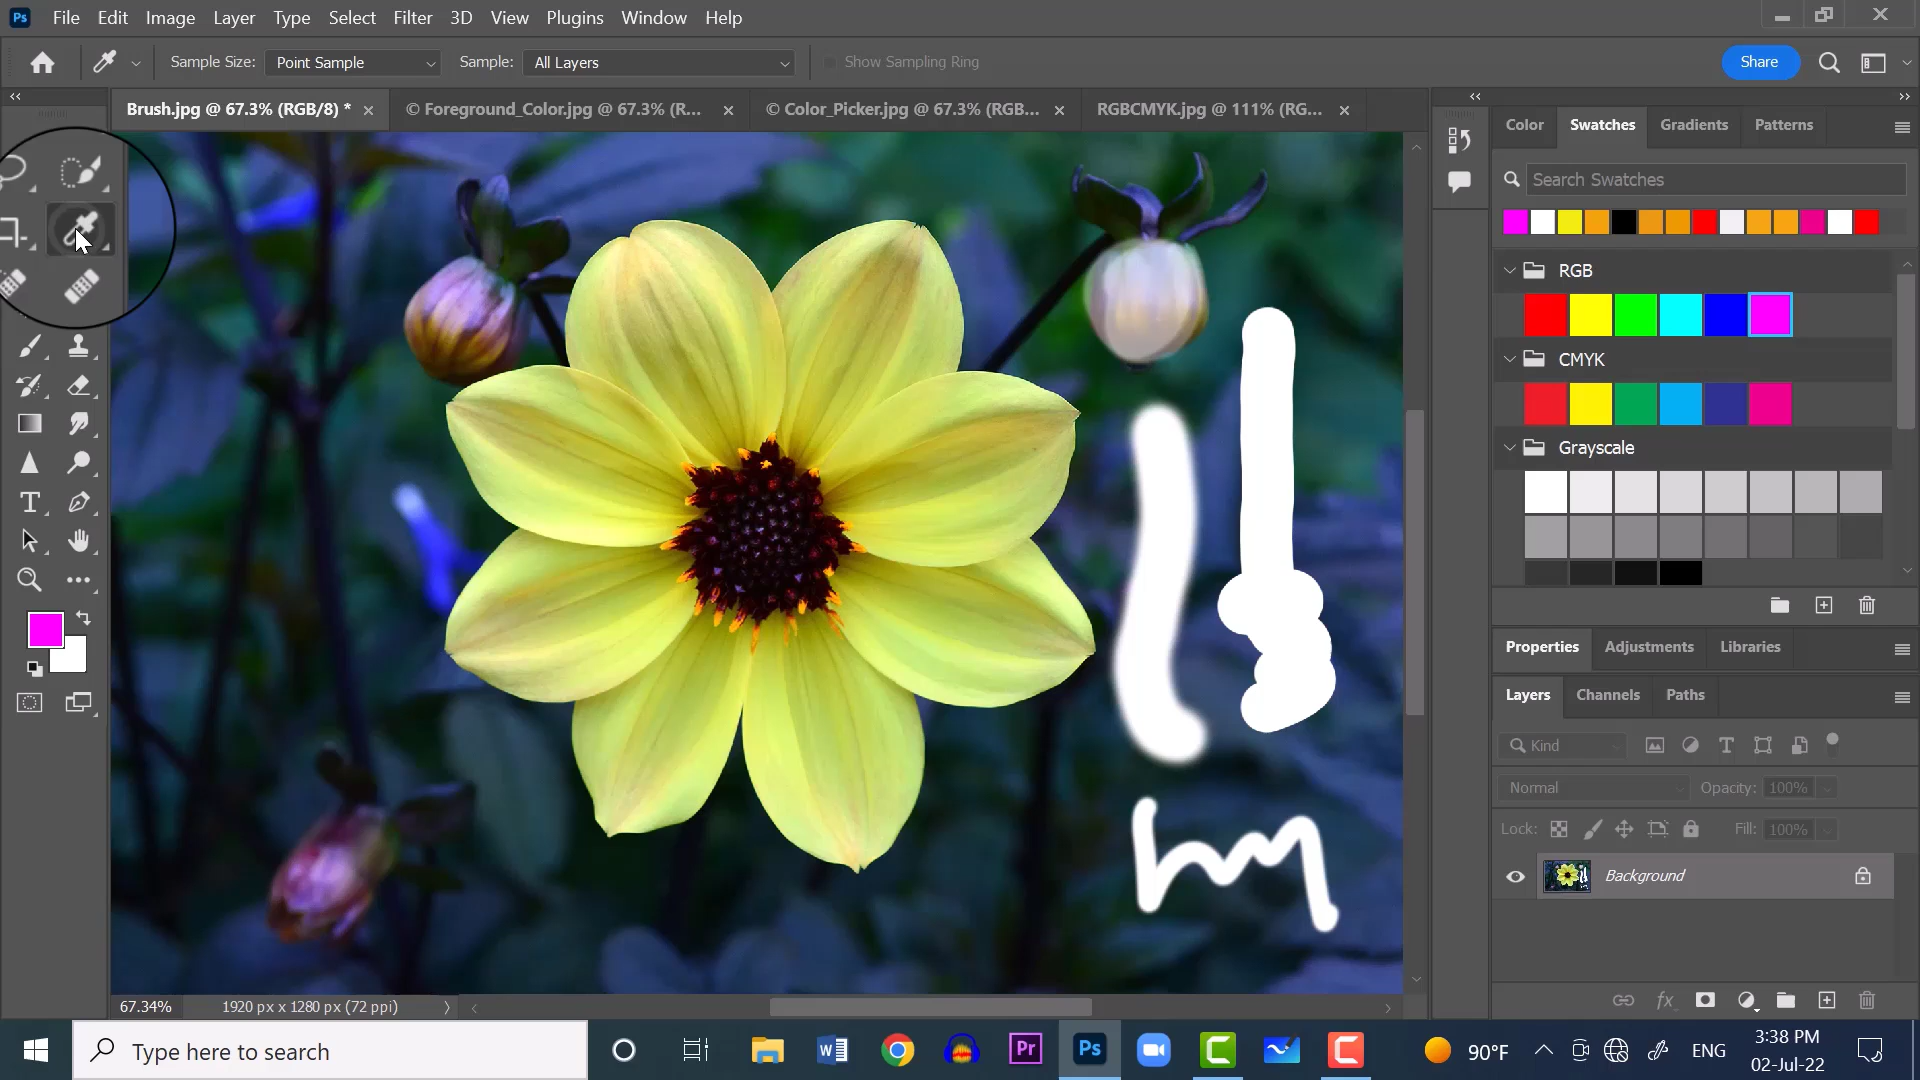 Ps File Edit Image Layer Type Select Filter 3D View Plugins Window Help
Sample Size: Point Sample Sample: All Layers Show Sampling Ring Share
Brush.jpg @ 67.3% (RGB/8) * © Foreground_Color.jpg @ 67.3% (R... © Color_Picker.jpg @ 67.3% (RGB... RGBCMYK.jpg @ 111% (RG...
Color Swatches Gradients Patterns
Search Swatches
RGB
CMYK
Grayscale
Properties Adjustments Libraries
Layers Channels Paths
Kind
Normal Opacity: 100%
Lock: Fill: 100%
Background
67.34% 1920 px x 1280 px (72 ppi)
Type here to search
Pr Ps
90°F ENG
3:38 PM
02-Jul-22